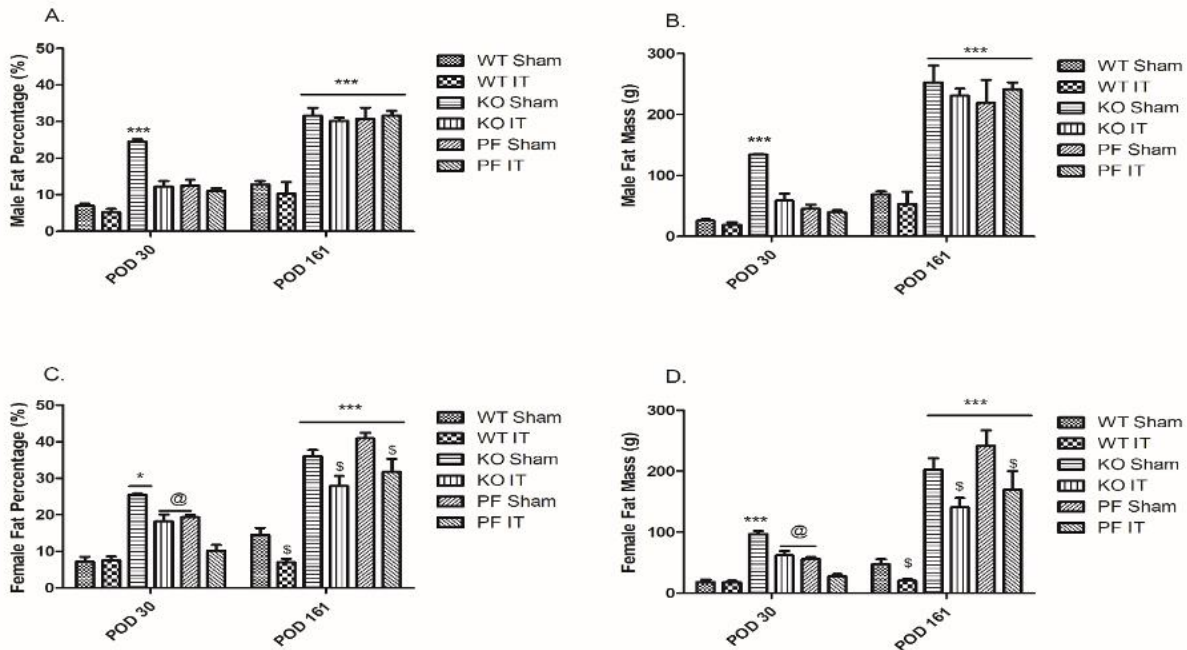 A.
Male Fat Percentage (%)
50
40
30
20
10
0
***
***
POD 30
POD 161
WT Sham
WT IT
KO Sham
KO IT
PF Sham
PF IT
B.
Male Fat Mass (g)
300
200
100
0
***
***
POD 30
POD 161
WT Sham
WT IT
KO Sham
KO IT
PF Sham
PF IT
C.
Female Fat Percentage (%)
50
40
30
20
10
0
*
@
***
$
$
$
POD 30
POD 161
WT Sham
WT IT
KO Sham
KO IT
PF Sham
PF IT
D.
Female Fat Mass (g)
300
200
100
0
***
@
***
$
$
$
POD 30
POD 161
WT Sham
WT IT
KO Sham
KO IT
PF Sham
PF IT